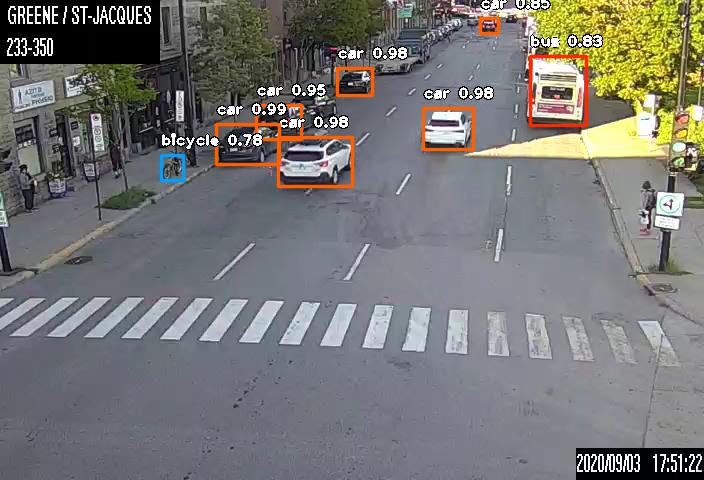 GREENE / ST-JACQUES
233-350
car 0.85
bus 0.83
car 0.98
car 0.95
car 0.98
car 0.99
car 0.98
bicycle 0.78
2020/09/03 17:51:22